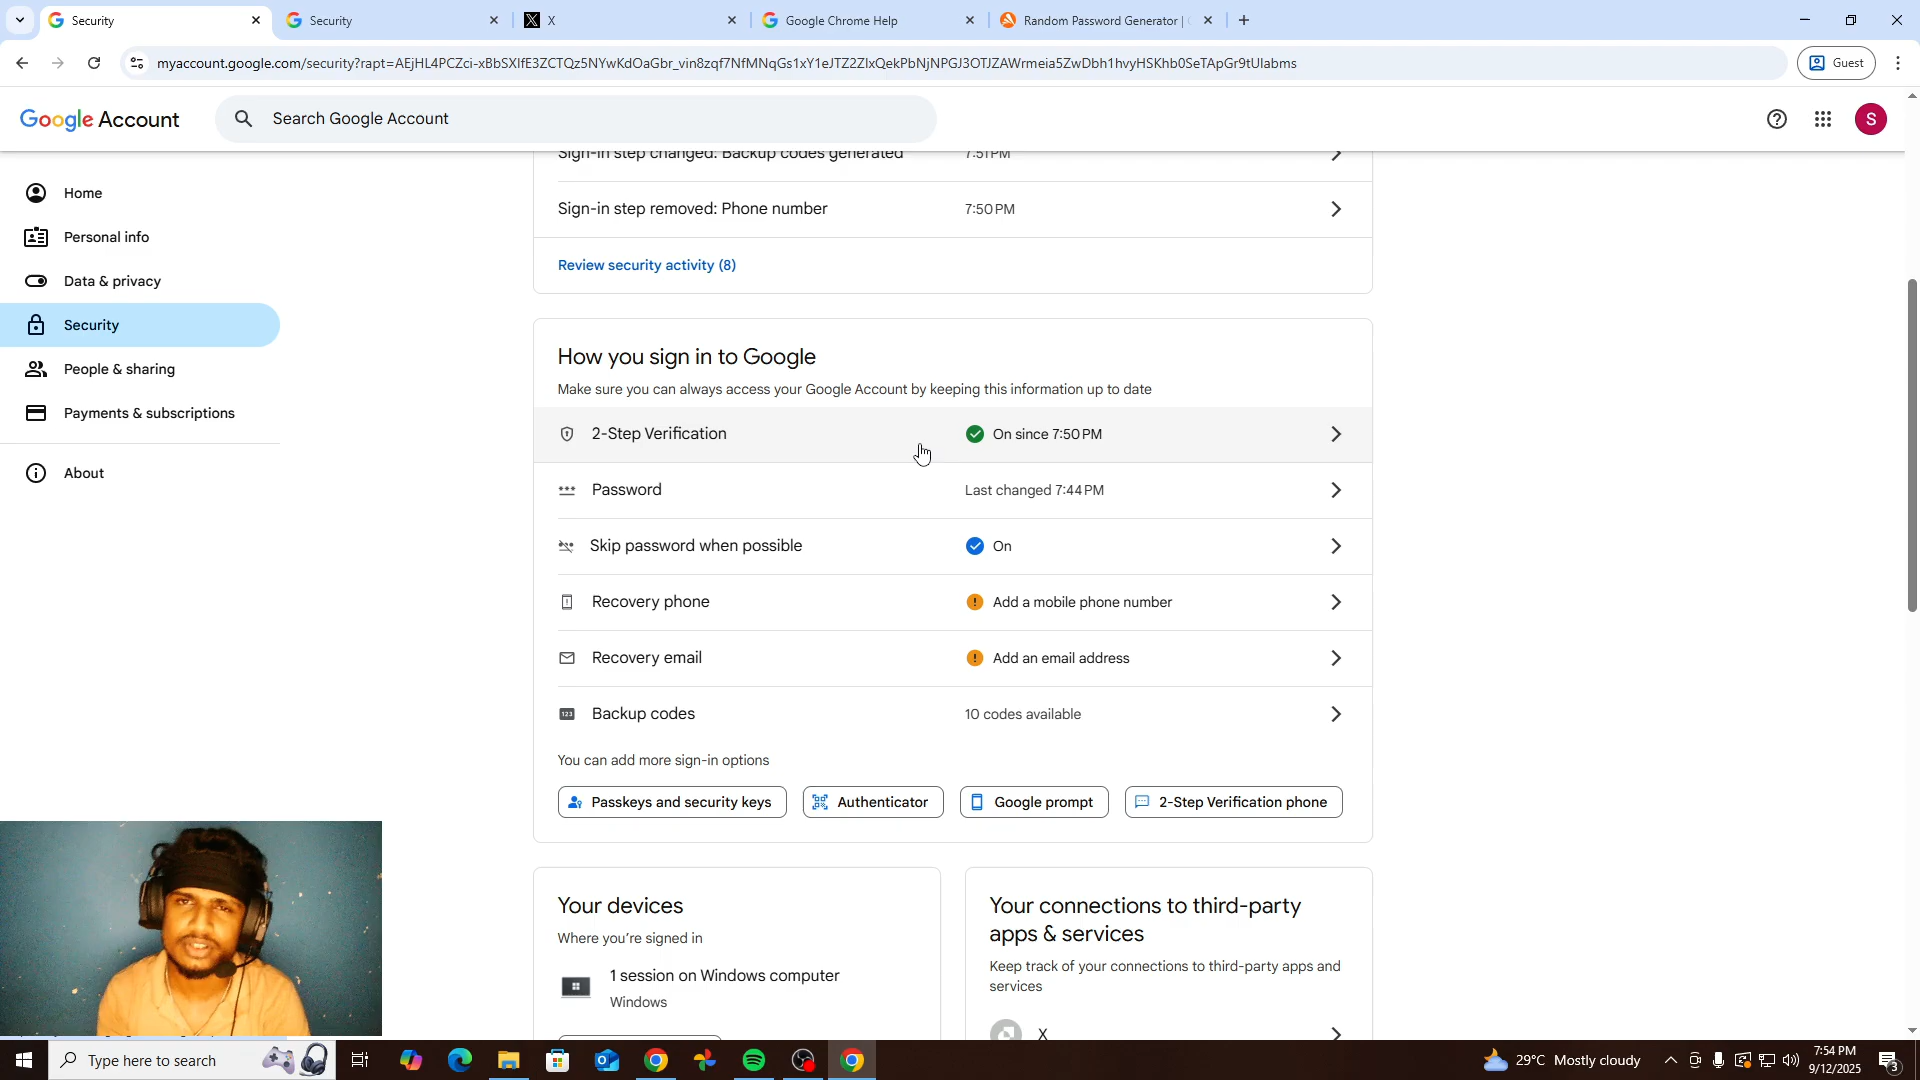 Security
Security
X
Google Chrome Help
Random Password Generator |
myaccount.google.com/security?rapt=AEjHL4PCZci-xBbSXIfE3ZCTQz5NYwKdOaGbr_vin8zqf7NfMNqGs1xY1eJTZ2ZIxQekPbNjNPGJ3OTJZAWrmeia5ZwDbh1hvyHSKhb0SeTApGr9tUlabms
Guest
Google Account
Search Google Account
S
Home
Personal info
Data & privacy
Security
People & sharing
Payments & subscriptions
About
Sign-in step changed: Backup codes generated 7:51 PM
Sign-in step removed: Phone number 7:50 PM
Review security activity (8)
How you sign in to Google
Make sure you can always access your Google Account by keeping this information up to date
2-Step Verification On since 7:50 PM
Password Last changed 7:44 PM
Skip password when possible On
Recovery phone Add a mobile phone number
Recovery email Add an email address
123 Backup codes 10 codes available
You can add more sign-in options
Passkeys and security keys Authenticator Google prompt 2-Step Verification phone
Your devices
Where you're signed in
1 session on Windows computer
Windows
Your connections to third-party
apps & services
Keep track of your connections to third-party apps and
services
X
Type here to search
29°C Mostly cloudy
7:54 PM
9/12/2025
3